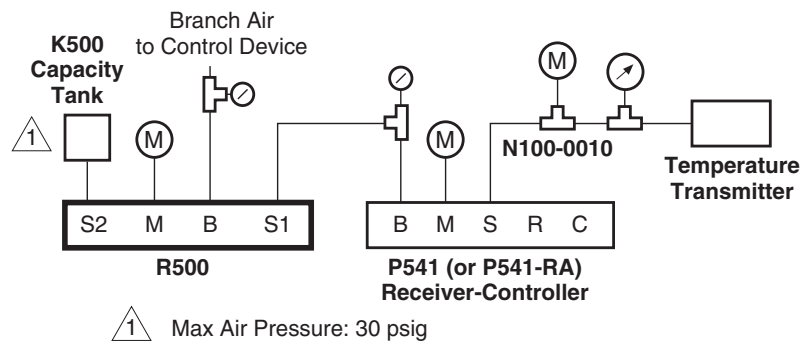 Branch Air
to Control Device
K500
Capacity
Tank
1
M
M
M
N100-0010
Temperature
Transmitter
S2 M B S1
B M S R C
R500
P541 (or P541-RA)
Receiver-Controller
1 Max Air Pressure: 30 psig